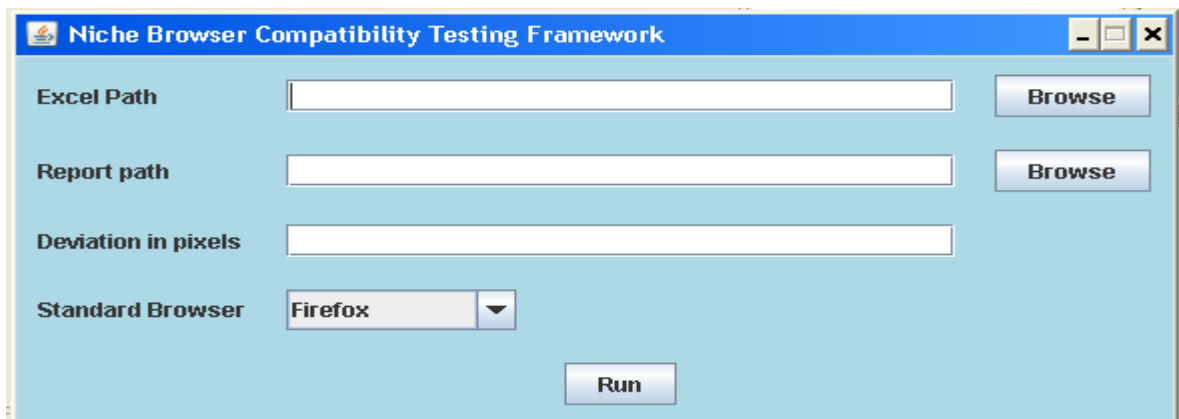 Niche Browser Compatibility Testing Framework
Excel Path Browse
Report path Browse
Deviation in pixels
Standard Browser Firefox
Run